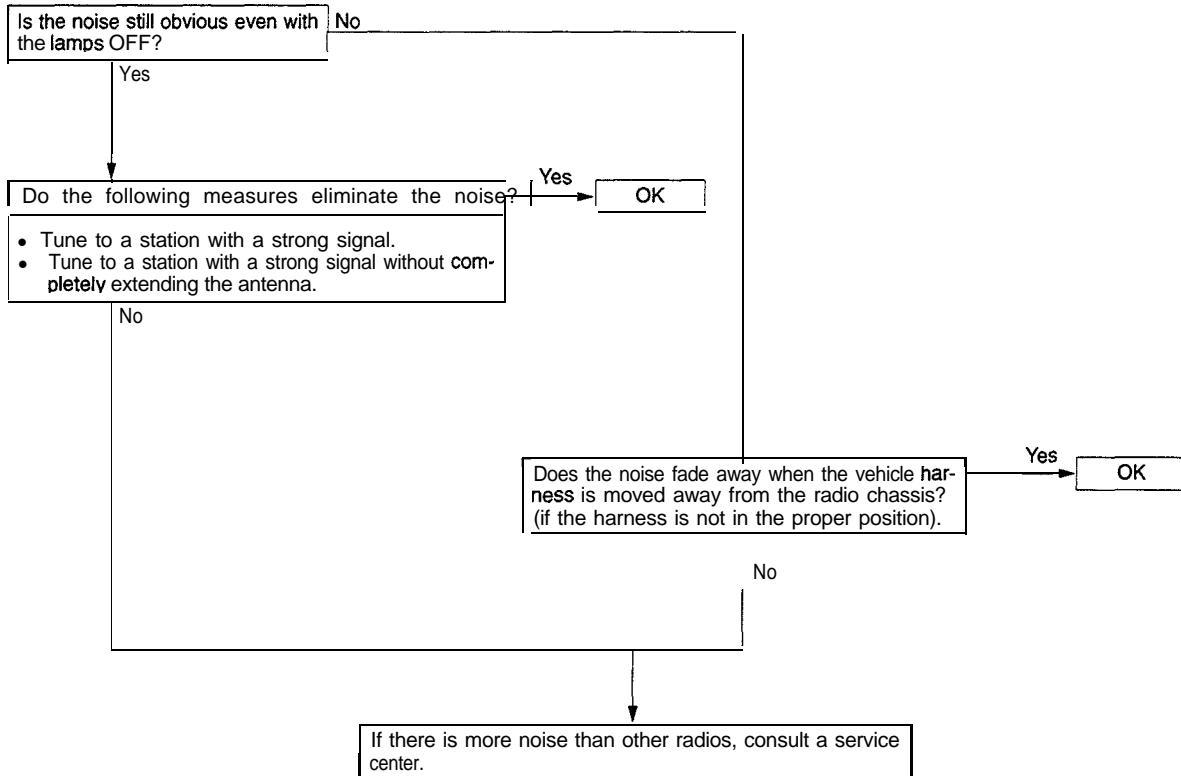 Is the noise still obvious even with
the lamps OFF?
No
Yes
Do the following measures eliminate the noise?
Yes
OK
• Tune to a station with a strong signal.
• Tune to a station with a strong signal without com-
pletely extending the antenna.
No
Does the noise fade away when the vehicle har-
ness is moved away from the radio chassis?
(if the harness is not in the proper position).
Yes
OK
No
If there is more noise than other radios, consult a service
center.